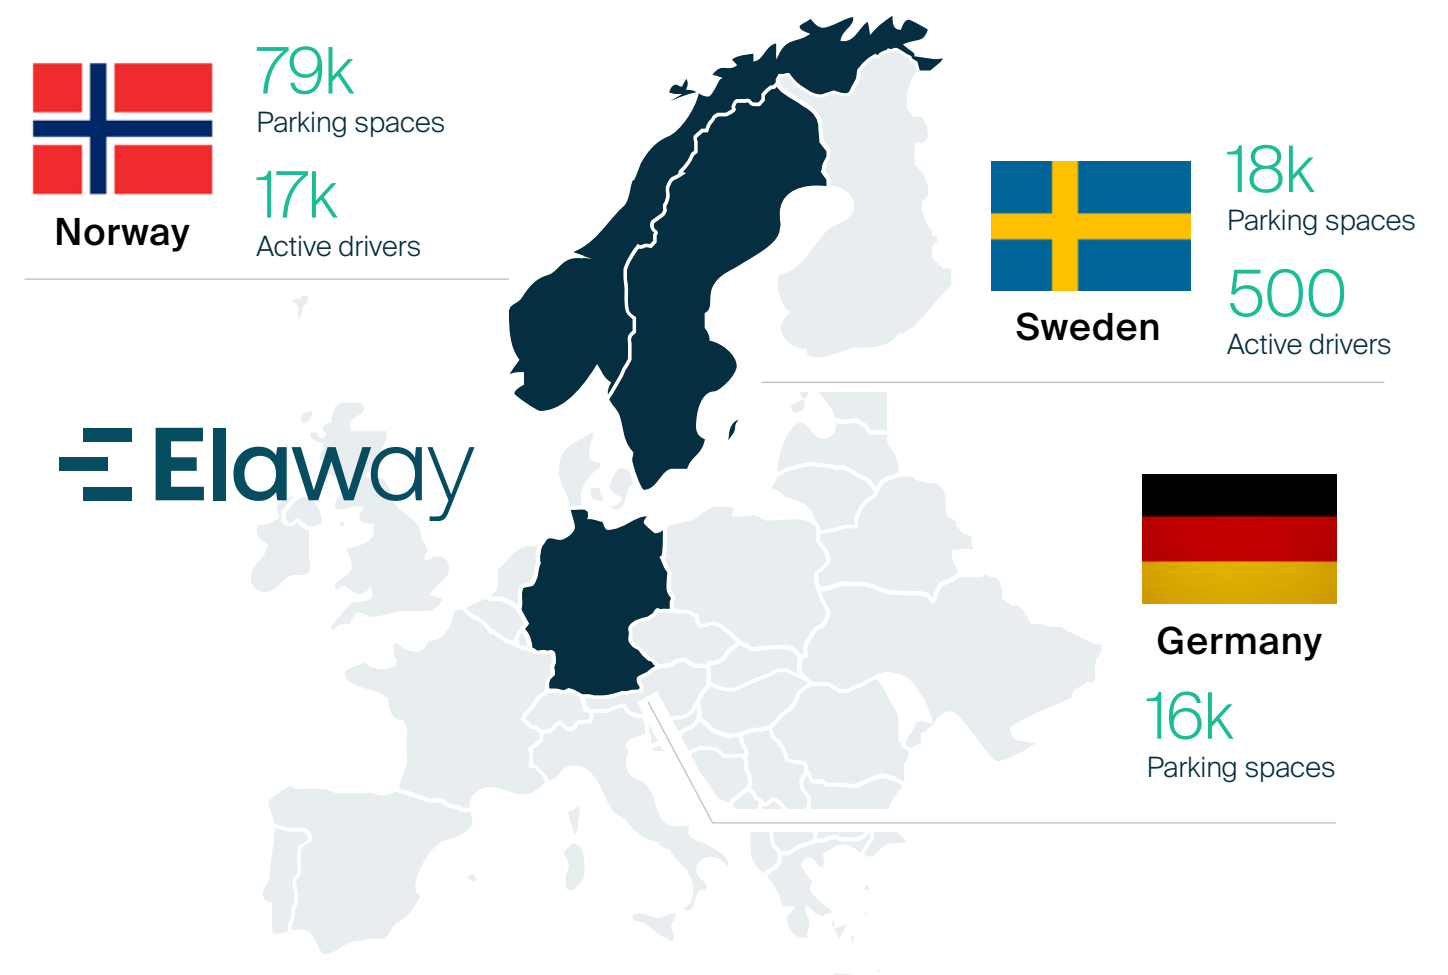 79k
Parking spaces
17k
Active drivers
Norway
18k
Parking spaces
500
Active drivers
Sweden
Elaway
Germany
16k
Parking spaces